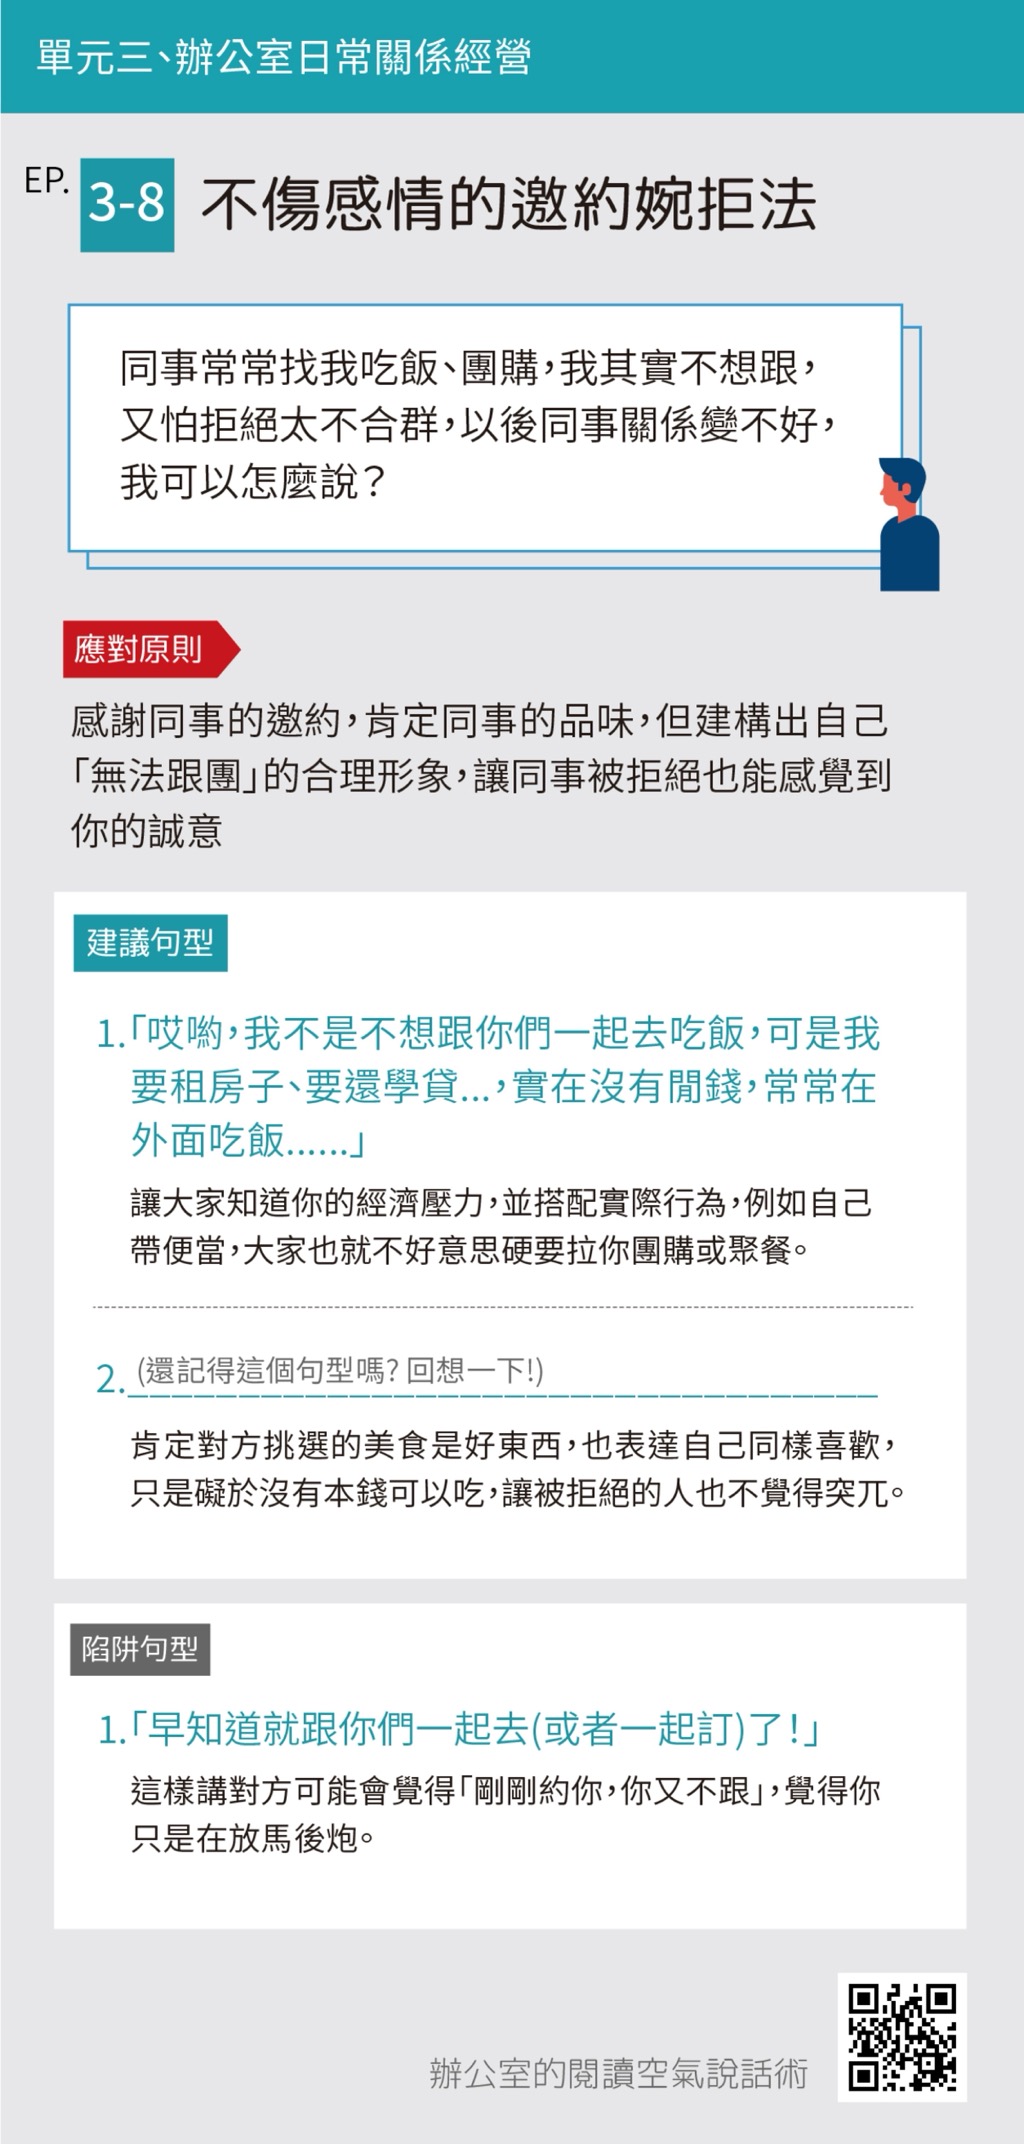 單元三、辦公室日常關係經營
EP. 3-8 不傷感情的邀約婉拒法
同事常常找我吃飯、團購,我其實不想跟,
又怕拒絕太不合群,以後同事關係變不好,
我可以怎麼說?
應對原則
感謝同事的邀約,肯定同事的品味,但建構出自己
「無法跟團」的合理形象,讓同事被拒絕也能感覺到
你的誠意
建議句型
1.「哎喲,我不是不想跟你們一起去吃飯,可是我
要租房子、要還學貸...,實在沒有閒錢,常常在
外面吃飯......」
讓大家知道你的經濟壓力,並搭配實際行為,例如自己
帶便當,大家也就不好意思硬要拉你團購或聚餐。
2. (還記得這個句型嗎? 回想一下!)
肯定對方挑選的美食是好東西,也表達自己同樣喜歡,
只是礙於沒有本錢可以吃,讓被拒絕的人也不覺得突兀。
陷阱句型
1.「早知道就跟你們一起去(或者一起訂)了!」
這樣講對方可能會覺得「剛剛約你,你又不跟」,覺得你
只是在放馬後炮。
辦公室的閱讀空氣說話術